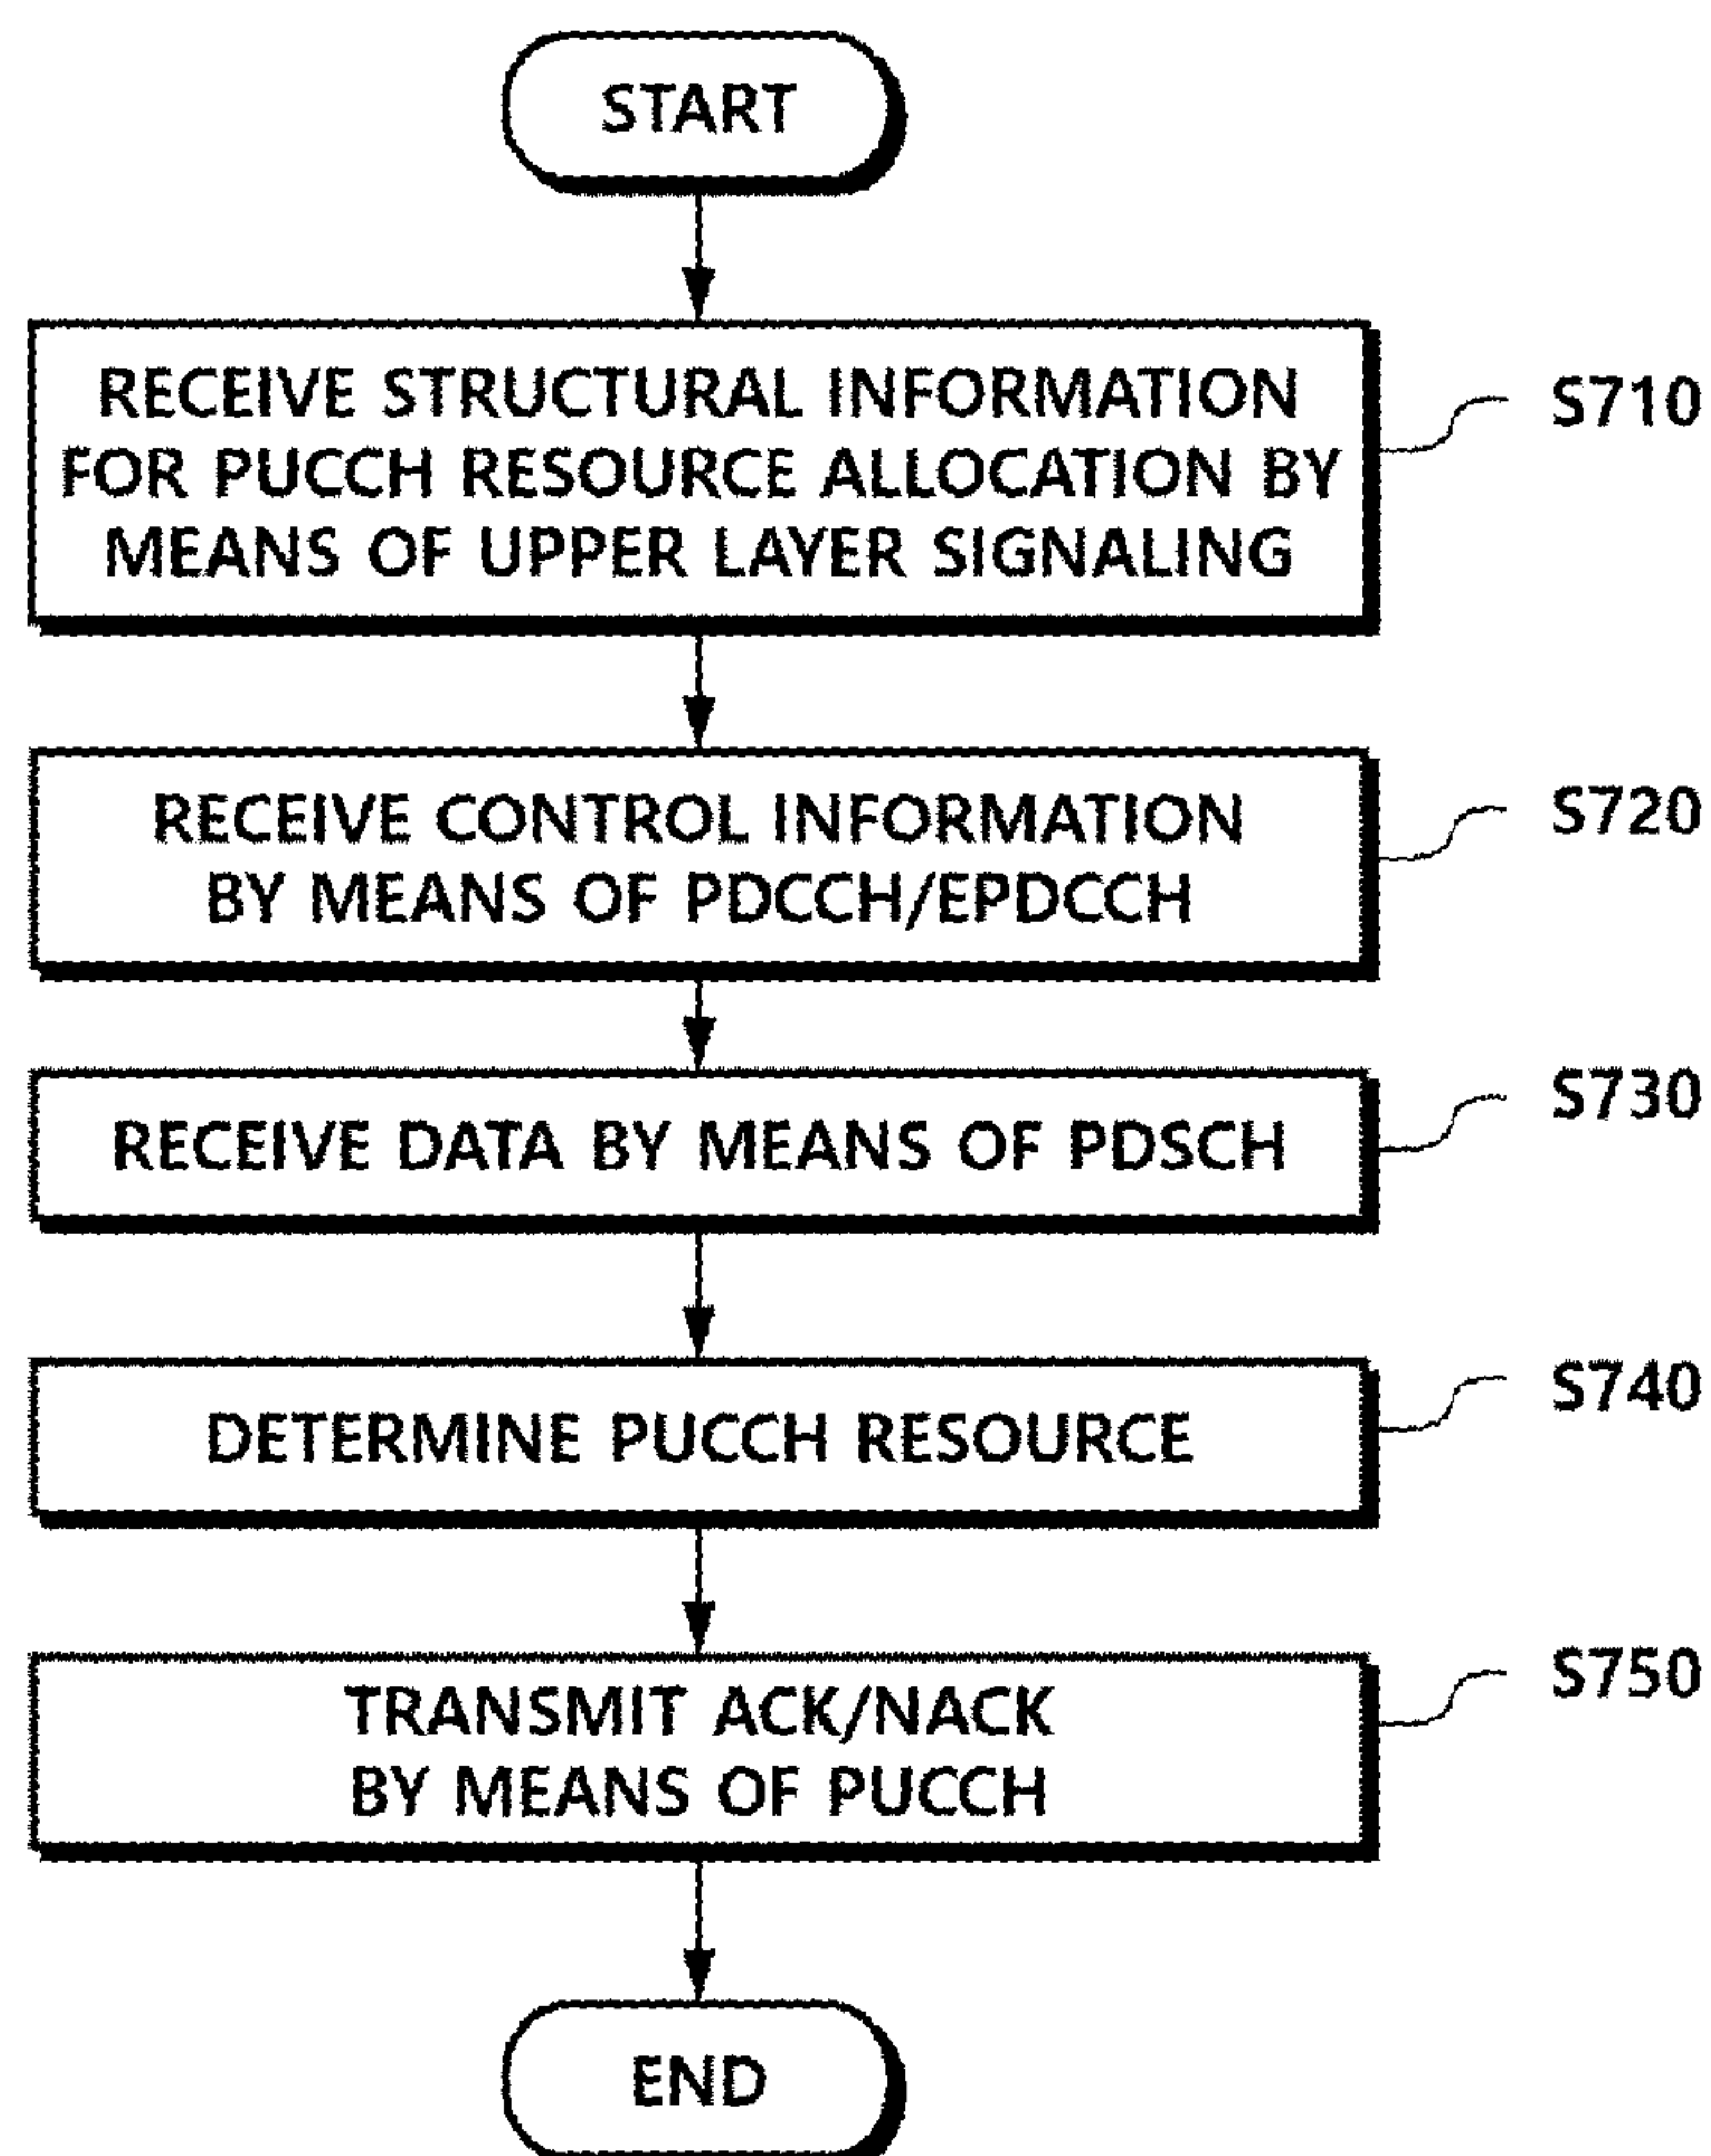 START
RECEIVE STRUCTURAL INFORMATION
FOR PUCCH RESOURCE ALLOCATION BY
MEANS OF UPPER LAYER SIGNALING
S710
RECEIVE CONTROL INFORMATION
BY MEANS OF PDCCH/EPDCCH
S720
RECEIVE DATA BY MEANS OF PDSCH
S730
DETERMINE PUCCH RESOURCE
S740
TRANSMIT ACK/NACK
BY MEANS OF PUCCH
S750
END